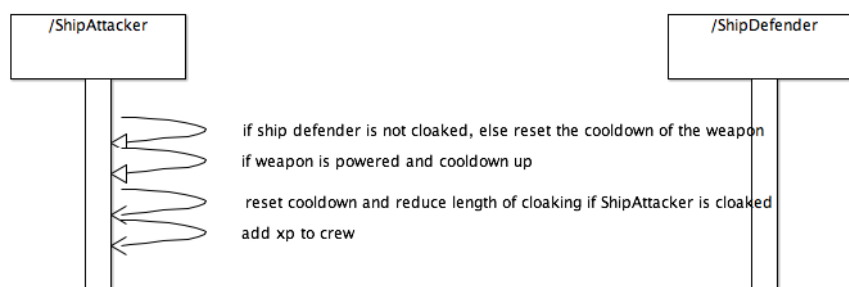 /ShipAttacker
/ShipDefender
if ship defender is not cloaked, else reset the cooldown of the weapon
if weapon is powered and cooldown up
reset cooldown and reduce length of cloaking if ShipAttacker is cloaked
add xp to crew